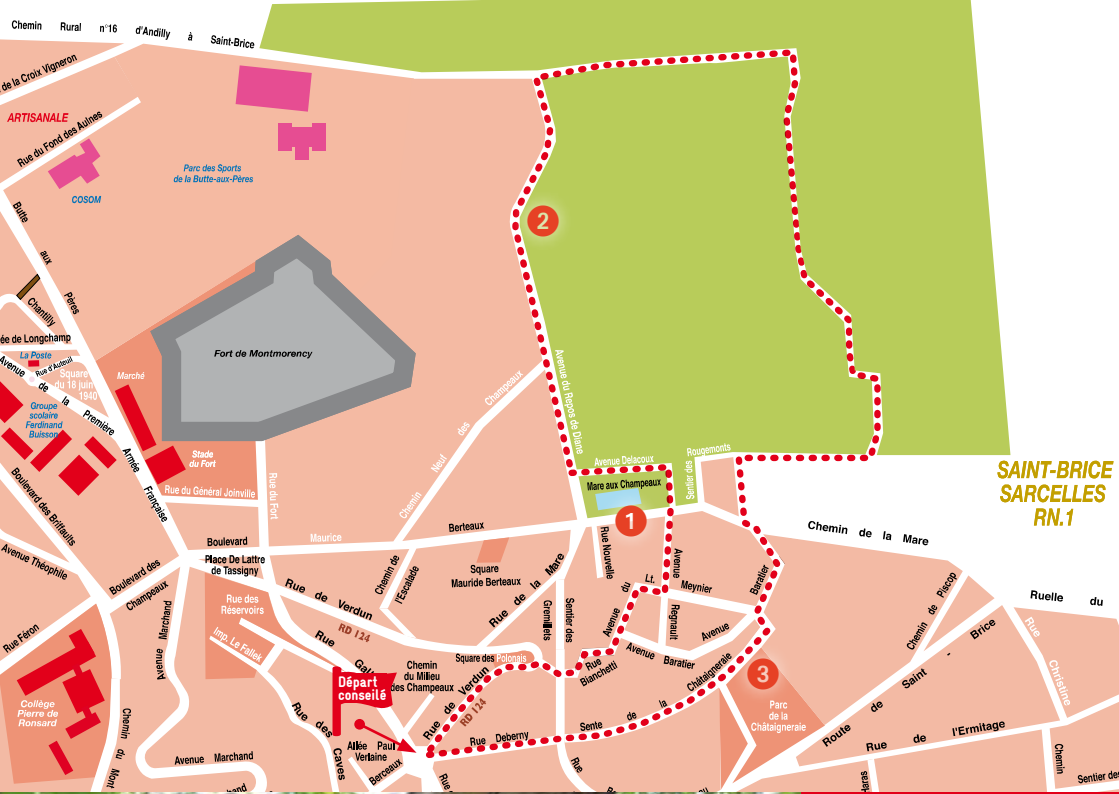 Chemin Rural n°16 d'Andilly à Saint-Brice
de la Croix Vigneron
ARTISANALE
Rue du Fond des Aulnes
COSOM
Parc des Sports
de la Butte-aux-Pères
2
Butte aux Pères
Chantilly
ée de Longchamp
La Poste
Rue d'Auteuil
Square
du 18 juin
1940
Avenue de la Première Armée Française
Groupe
scolaire
Ferdinand
Buisson
Marché
Fort de Montmorency
Stade
du Fort
Rue du Général Joinville
Rue du Fort
Chemin Neuf des Champeaux
Avenue du Repos de Diane
Avenue Delacoux
Mare aux Champeaux
Sentier des
Rougemonts
1
SAINT-BRICE
SARCELLES
RN.1
Boulevard des Briffaults
Avenue Théophile
Boulevard des
Champeaux
Rue Féron
Boulevard Maurice Berteaux
Place De Lattre
de Tassigny
Chemin de
l'Escalade
Square
Mauride Berteaux
Rue de la Mare
Rue Nouvelle
Chemin de la Mare
Avenue
Regnault
Avenue du Lt. Meynier
Baratier
Avenue
Avenue Baratier
Sentier des
Gremillets
Rue
Bianchetti
Rue des
Réservoirs
Imp. Le Fallek
Rue de Verdun
RD 124
Rue Gal
Square des Polonais
Chemin
du Milieu
des Champeaux
Départ
conseilé
Rue de Verdun
RD 124
Rue Deberny
Sente de la Châtaigneraie
3
Parc
de la
Châtaigneraie
Chemin de Piscop
Ruelle du
Rue Christine
Route de Saint - Brice
Rue de l'Ermitage
Chemin
Sentier des
Collège
Pierre de
Ronsard
Chemin du Mont
Avenue Marchand
Avenue Marchand
Rue des Caves
Allée Paul
Verlaine
Berceaux
Rue